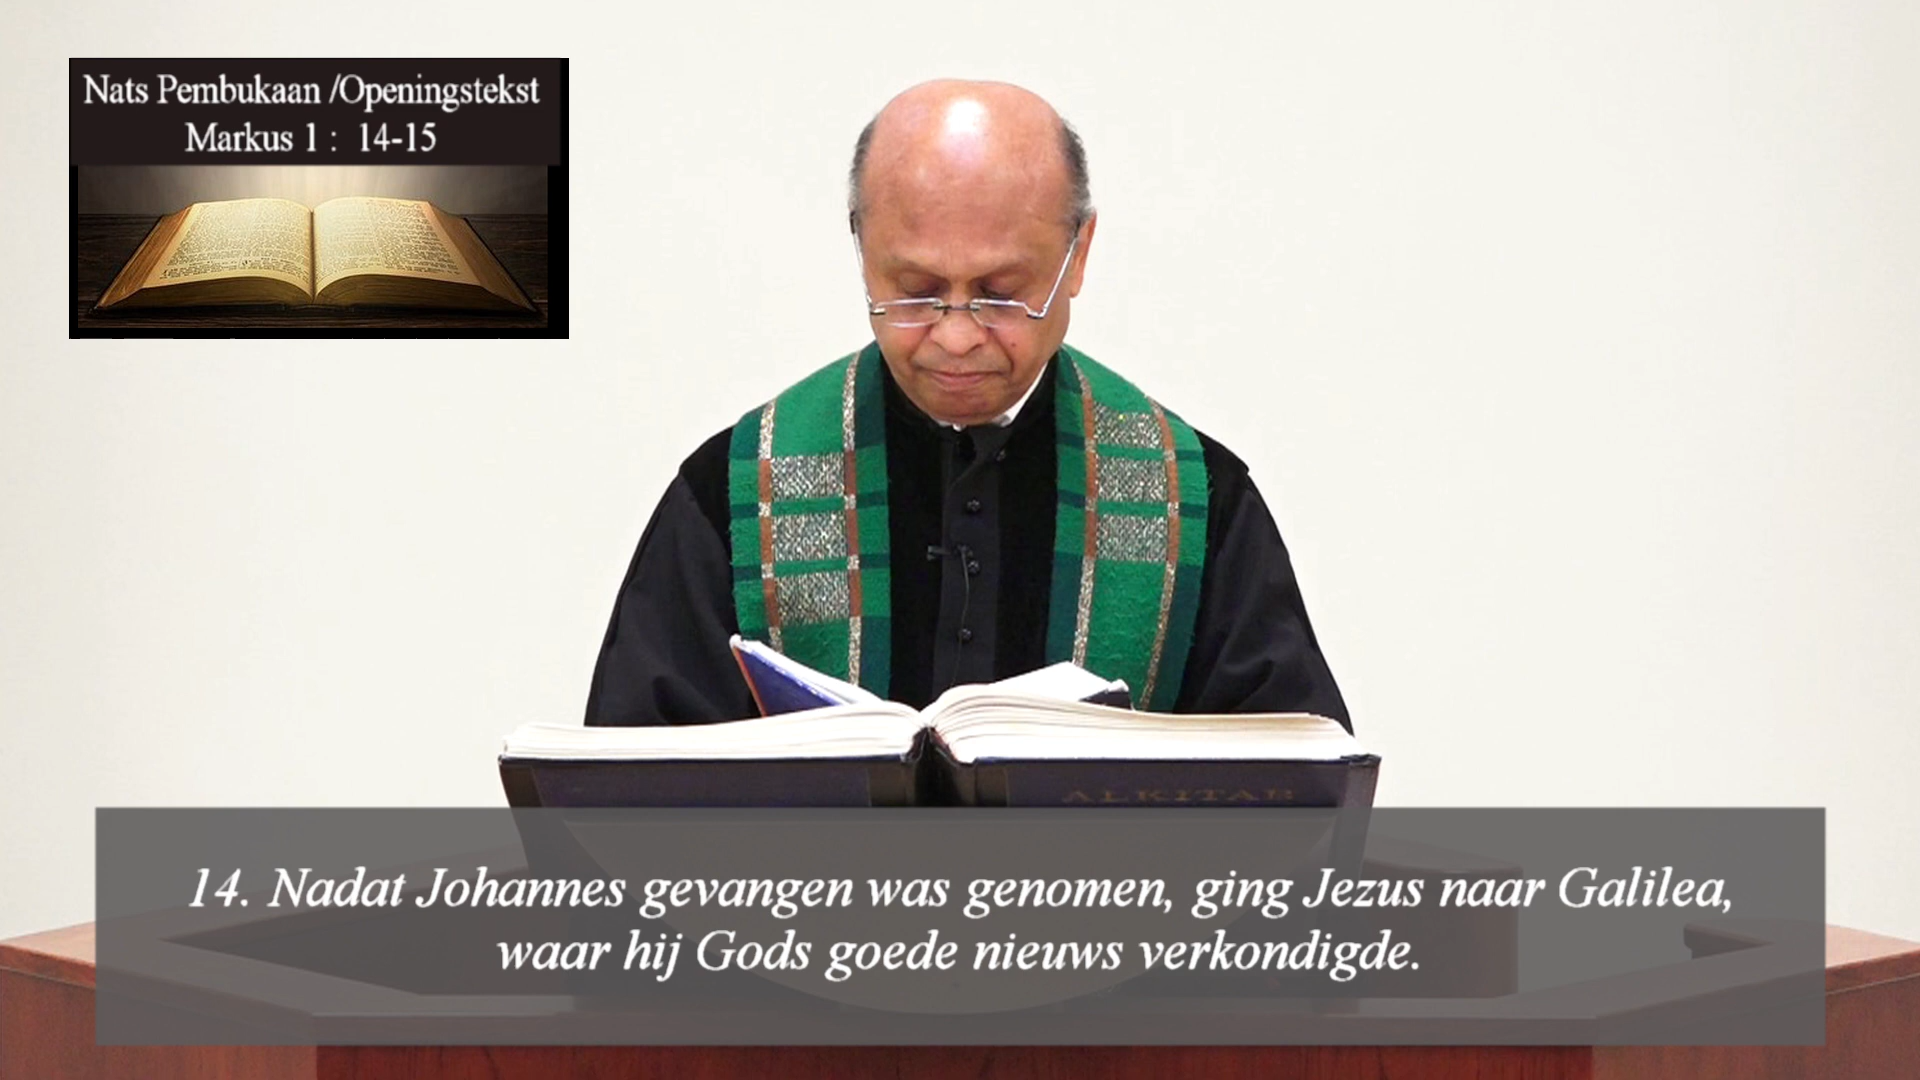 Nats Pembukaan /Openingstekst
Markus 1 : 14-15
ALKITAB
14. Nadat Johannes gevangen was genomen, ging Jezus naar Galilea,
waar hij Gods goede nieuws verkondigde.